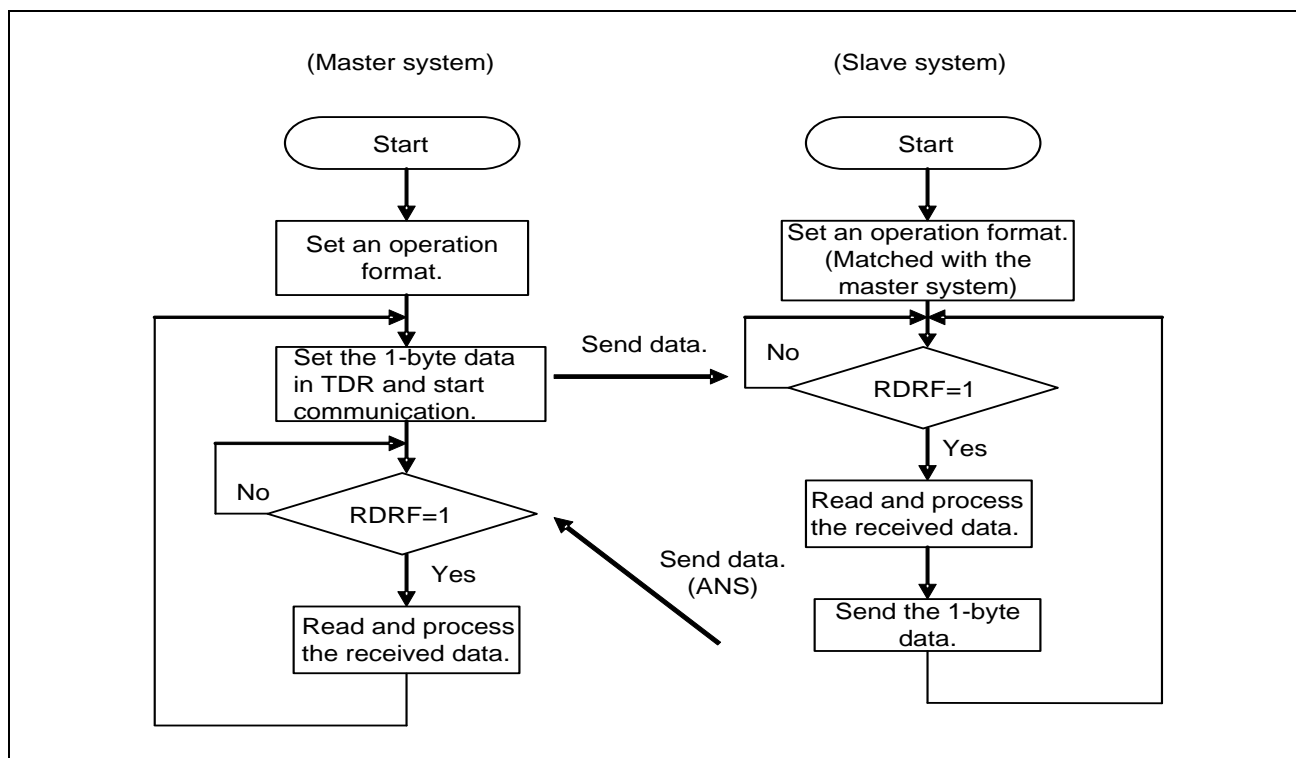 (Master system)
Start
Set an operation
format.
Set the 1-byte data
in TDR and start
communication.
No
RDRF=1
Yes
Read and process
the received data.
Send data.
Send data.
(ANS)
(Slave system)
Start
Set an operation format.
(Matched with the
master system)
No
RDRF=1
Yes
Read and process
the received data.
Send the 1-byte
data.